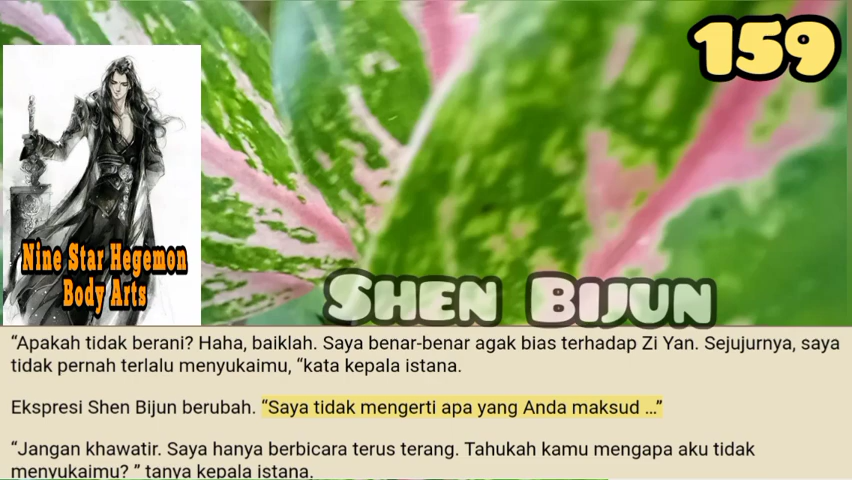 159
Nine Star Hegemon
Body Arts
Shen Bijun
“Apakah tidak berani? Haha, baiklah. Saya benar-benar agak bias terhadap Zi Yan. Sejujurnya, saya
tidak pernah terlalu menyukaimu, “kata kepala istana.
Ekspresi Shen Bijun berubah. “Saya tidak mengerti apa yang Anda maksud ...”
“Jangan khawatir. Saya hanya berbicara terus terang. Tahukah kamu mengapa aku tidak
menyukaimu? ” tanya kepala istana.